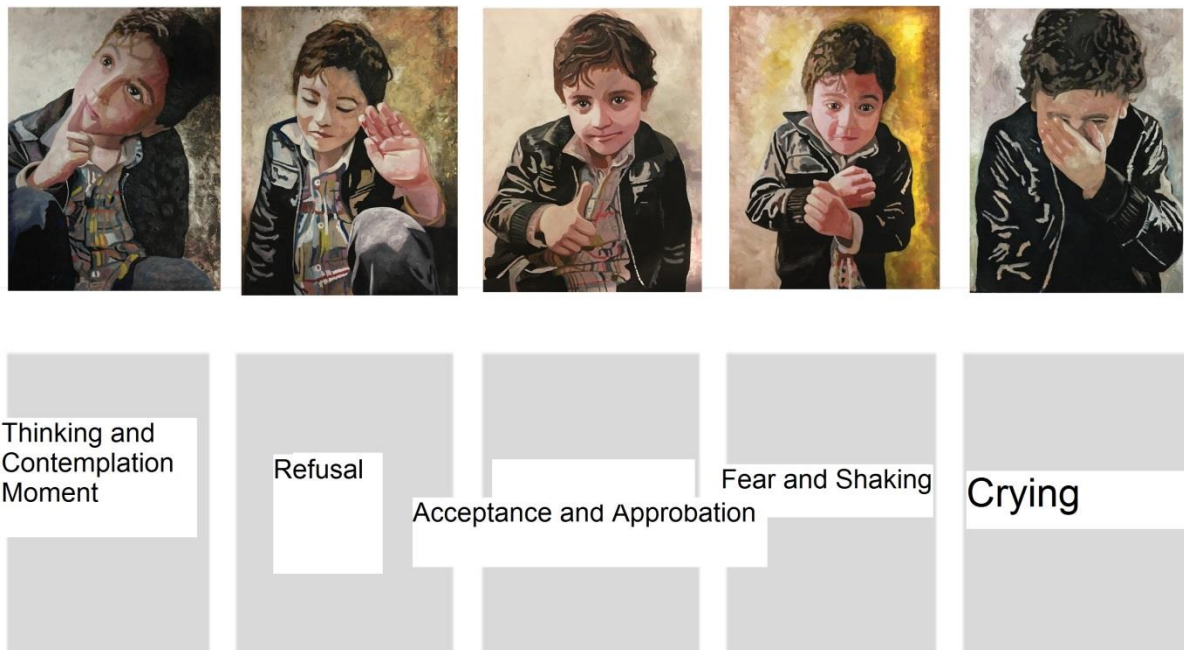 Thinking and
Contemplation
Moment
Refusal
Acceptance and Approbation
Fear and Shaking
Crying